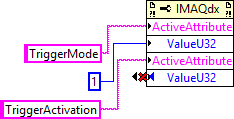 IMAQdx
ActiveAttribute
TriggerMode
ValueU32
1
ActiveAttribute
ValueU32
TriggerActivation